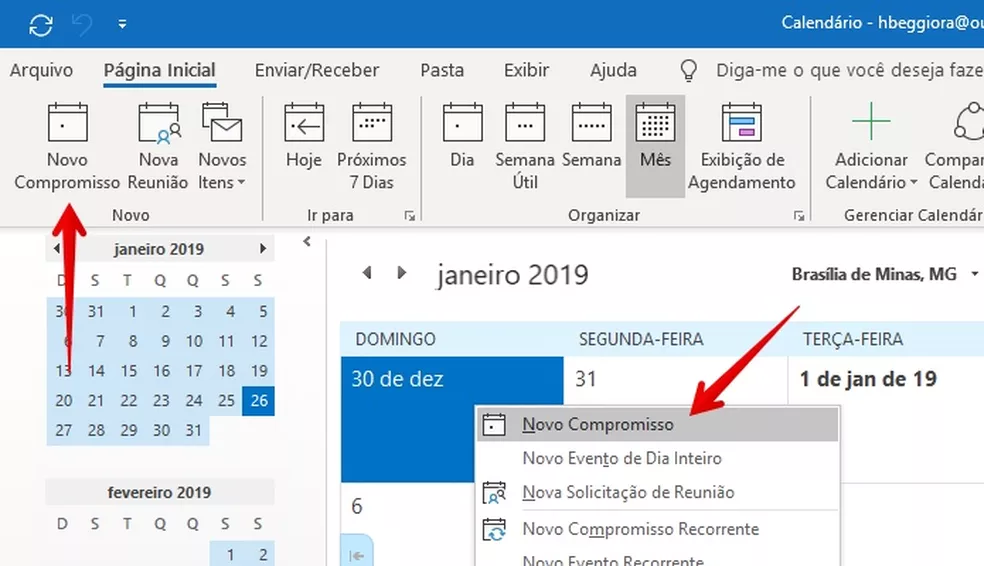 Calendário - hbeggiora@ou
Arquivo Página Inicial Enviar/Receber Pasta Exibir Ajuda Diga-me o que você deseja faze
Novo Compromisso
Nova Reunião
Novos Itens
Hoje
Próximos 7 Dias
Dia
Semana Útil
Semana
Mês
Exibição de Agendamento
Adicionar Calendário
Compar Calenda
Novo
Ir para
Organizar
Gerenciar Calendár
janeiro 2019
D S T Q Q S S
30 31 1 2 3 4 5
6 7 8 9 10 11 12
13 14 15 16 17 18 19
20 21 22 23 24 25 26
27 28 29 30 31
fevereiro 2019
D S T Q Q S S
1 2
janeiro 2019
Brasília de Minas, MG
DOMINGO SEGUNDA-FEIRA TERÇA-FEIRA
30 de dez 31 1 de jan de 19
6
Novo Compromisso
Novo Evento de Dia Inteiro
Nova Solicitação de Reunião
Novo Compromisso Recorrente
Novo Evento Recorrente